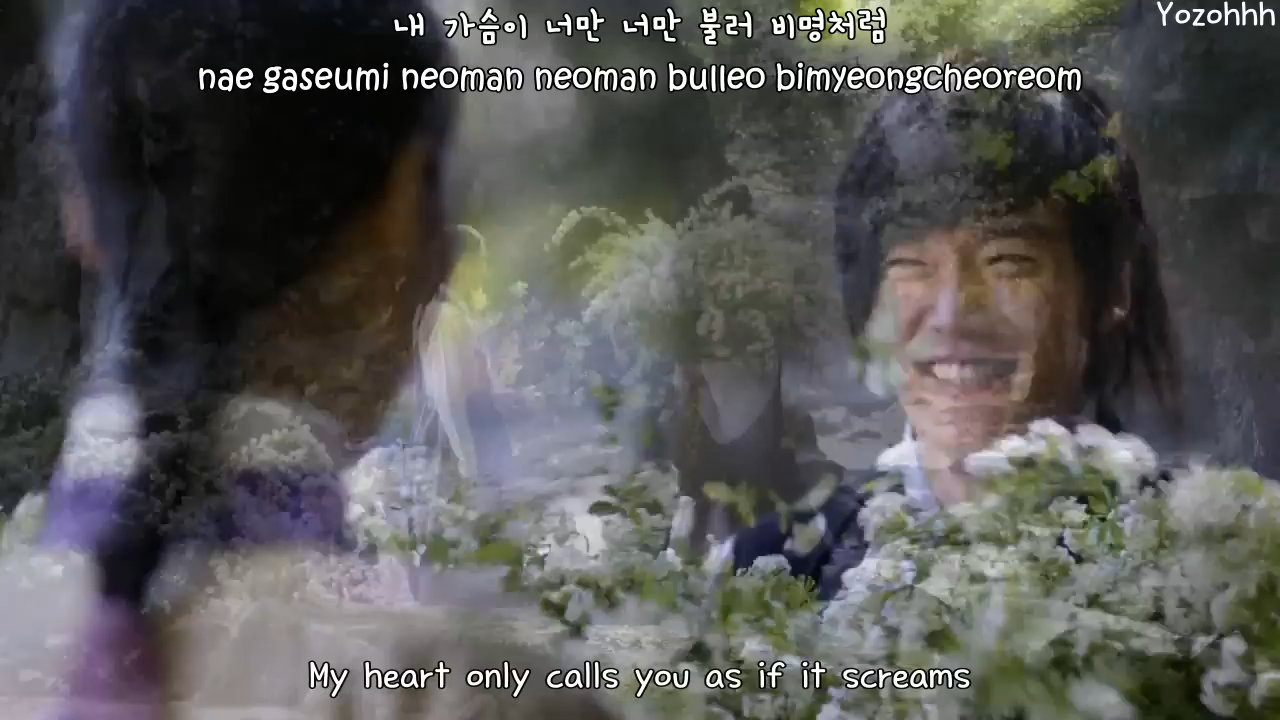 내 가슴이 너만 너만 불러 비명처럼
Yozohhh
nae gaseumi neoman neoman bulleo bimyeongcheoreom
My heart only calls you as if it screams